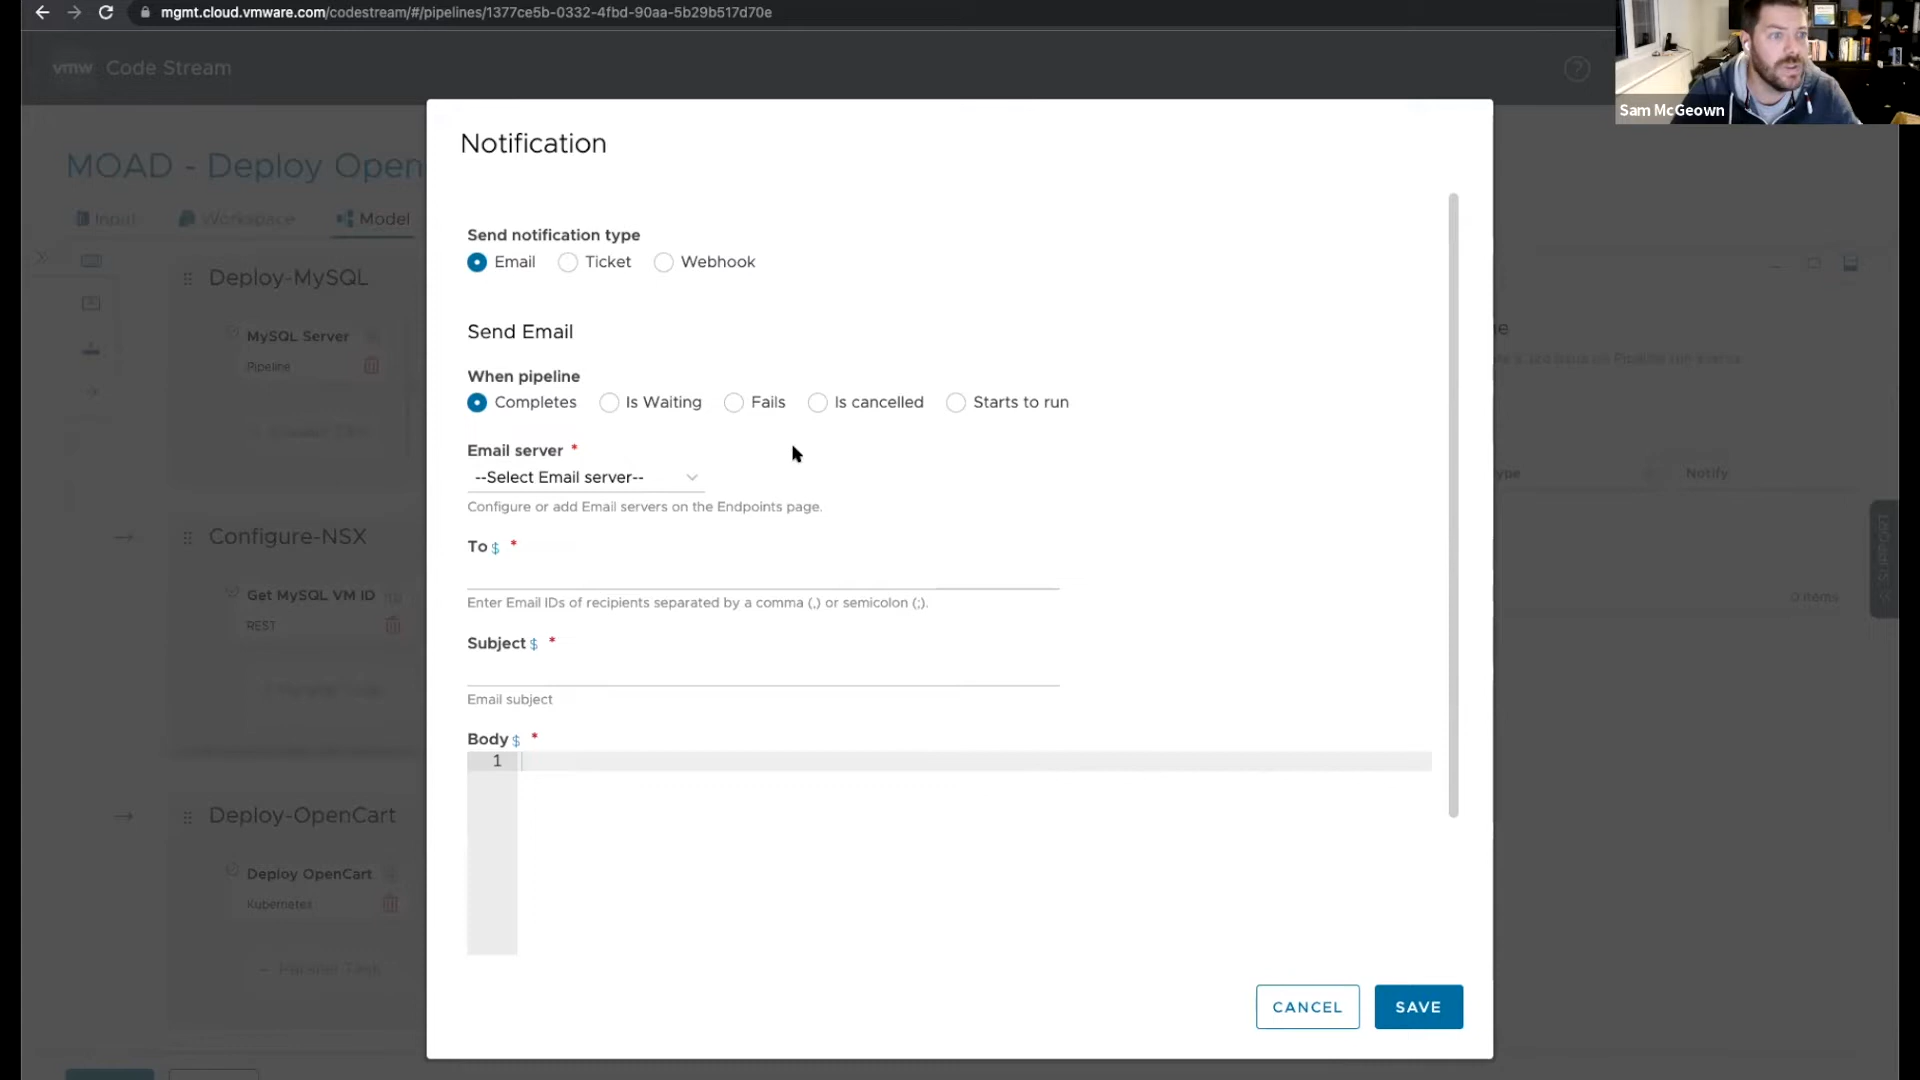 mgmt.cloud.vmware.com/codestream/#/pipelines/1377ce5b-0332-4fbd-90aa-5b29b517d70e
vmw Code Stream
Sam McGeown
MOAD - Deploy Open
Input
Workspace
Model
Deploy-MySQL
MySQL Server
Pipeline
Configure-NSX
Get MySQL VM ID
REST
Deploy-OpenCart
Deploy OpenCart
Kubernetes
Parallel Task
Notification
Send notification type
Email
Ticket
Webhook
Send Email
When pipeline
Completes
Is Waiting
Fails
Is cancelled
Starts to run
Email server *
--Select Email server--
Configure or add Email servers on the Endpoints page.
To $ *
Enter Email IDs of recipients separated by a comma (,) or semicolon (;).
Subject $ *
Email subject
Body $ *
1
CANCEL
SAVE
Notify
0 items